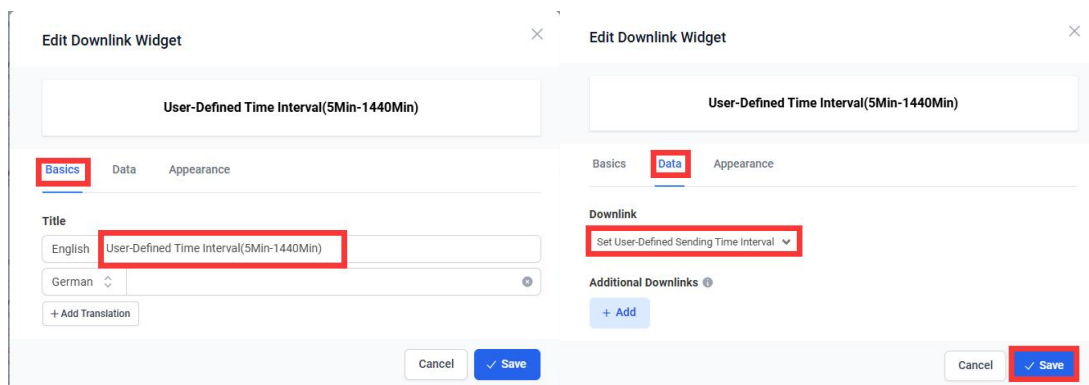 Edit Downlink Widget
User-Defined Time Interval(5Min-1440Min)
Basics Data Appearance
Title
English User-Defined Time Interval(5Min-1440Min)
German
+ Add Translation
Cancel ✓ Save
Edit Downlink Widget
User-Defined Time Interval(5Min-1440Min)
Basics Data Appearance
Downlink
Set User-Defined Sending Time Interval
Additional Downlinks
+ Add
Cancel ✓ Save